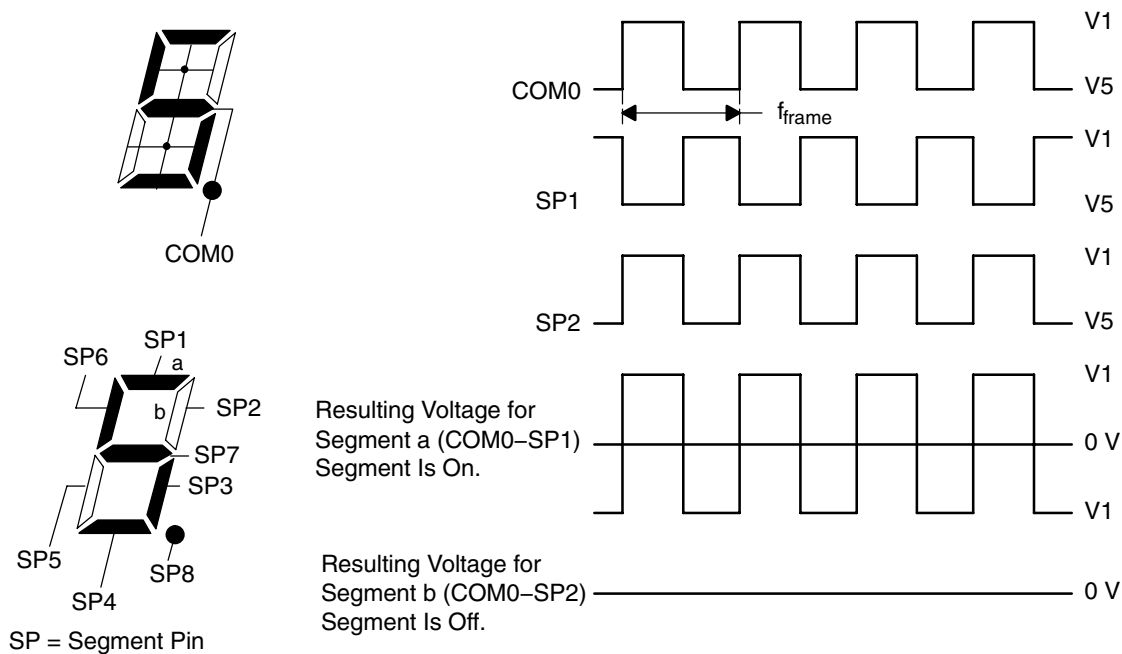 V1
COM0
V5
f frame
V1
SP1
V5
COM0
V1
SP2
V5
SP1
SP6
a
b
SP2
SP7
SP3
SP5
SP8
SP4
SP = Segment Pin
V1
Resulting Voltage for
Segment a (COM0−SP1)
Segment Is On.
0 V
V1
Resulting Voltage for
Segment b (COM0−SP2)
Segment Is Off.
0 V